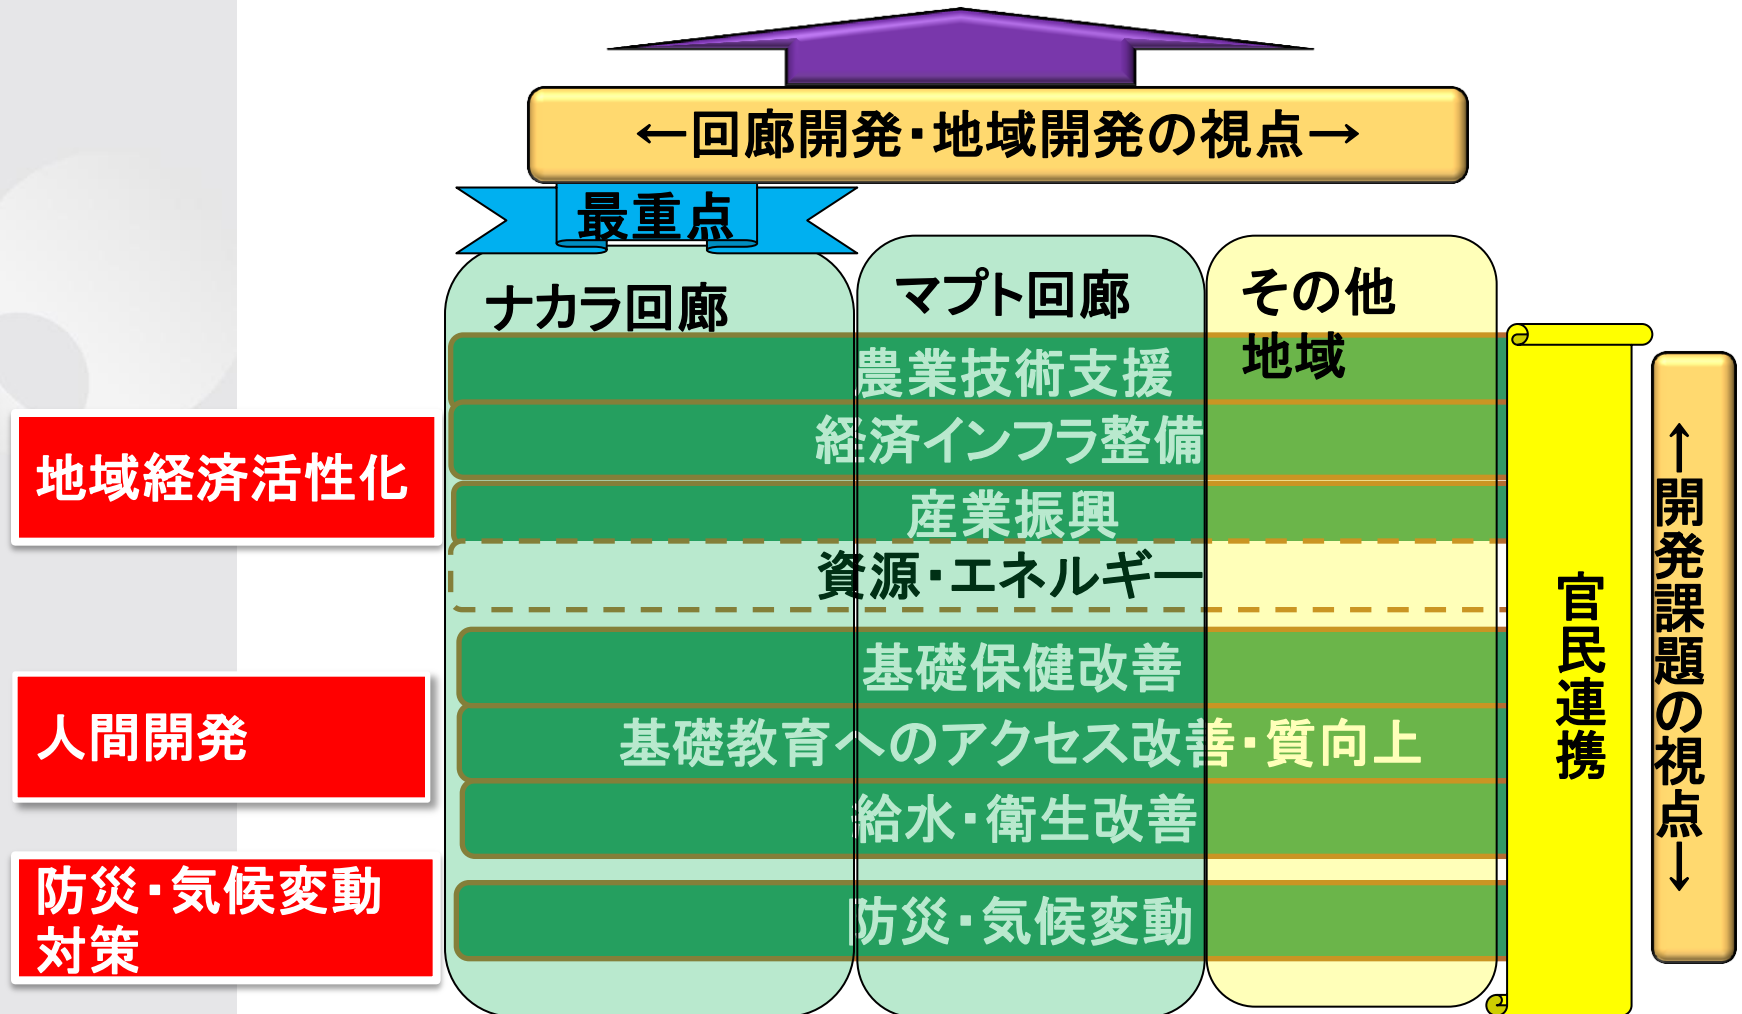 ←回廊開発・地域開発の視点→
最重点
ナカラ回廊
マプト回廊
その他
地域
農業技術支援
経済インフラ整備
産業振興
資源・エネルギー
基礎保健改善
基礎教育へのアクセス改善・質向上
給水・衛生改善
防災・気候変動
地域経済活性化
人間開発
防災・気候変動
対策
官民連携
←開発課題の視点→